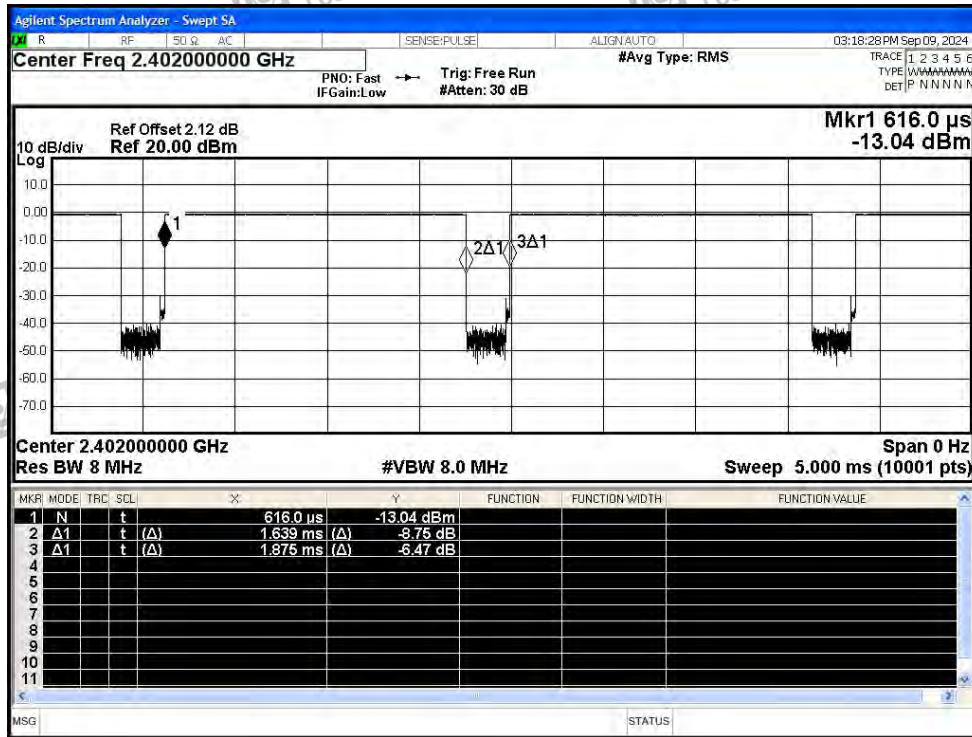 Agilent Spectrum Analyzer - Swept SA
LXI R RF 50 Ω AC SENSE:PULSE ALIGN AUTO 03:18:28 PM Sep 09, 2024
Center Freq 2.402000000 GHz
PNO: Fast
IFGain:Low
Trig: Free Run
#Atten: 30 dB
#Avg Type: RMS
TRACE 1 2 3 4 5 6
TYPE
DET P N N N N N
Mkr1 616.0 µs
-13.04 dBm
Ref Offset 2.12 dB
10 dB/div Ref 20.00 dBm
Log
10.0
0.00
-10.0
-20.0
-30.0
-40.0
-50.0
-60.0
-70.0
1
2Δ1
3Δ1
Center 2.402000000 GHz Span 0 Hz
Res BW 8 MHz #VBW 8.0 MHz Sweep 5.000 ms (10001 pts)
MKR MODE TRC SCL X Y FUNCTION FUNCTION WIDTH FUNCTION VALUE
1 N t 616.0 µs -13.04 dBm
2 Δ1 t (Δ) 1.639 ms (Δ) -8.75 dB
3 Δ1 t (Δ) 1.875 ms (Δ) -6.47 dB
4
5
6
7
8
9
10
11
MSG STATUS